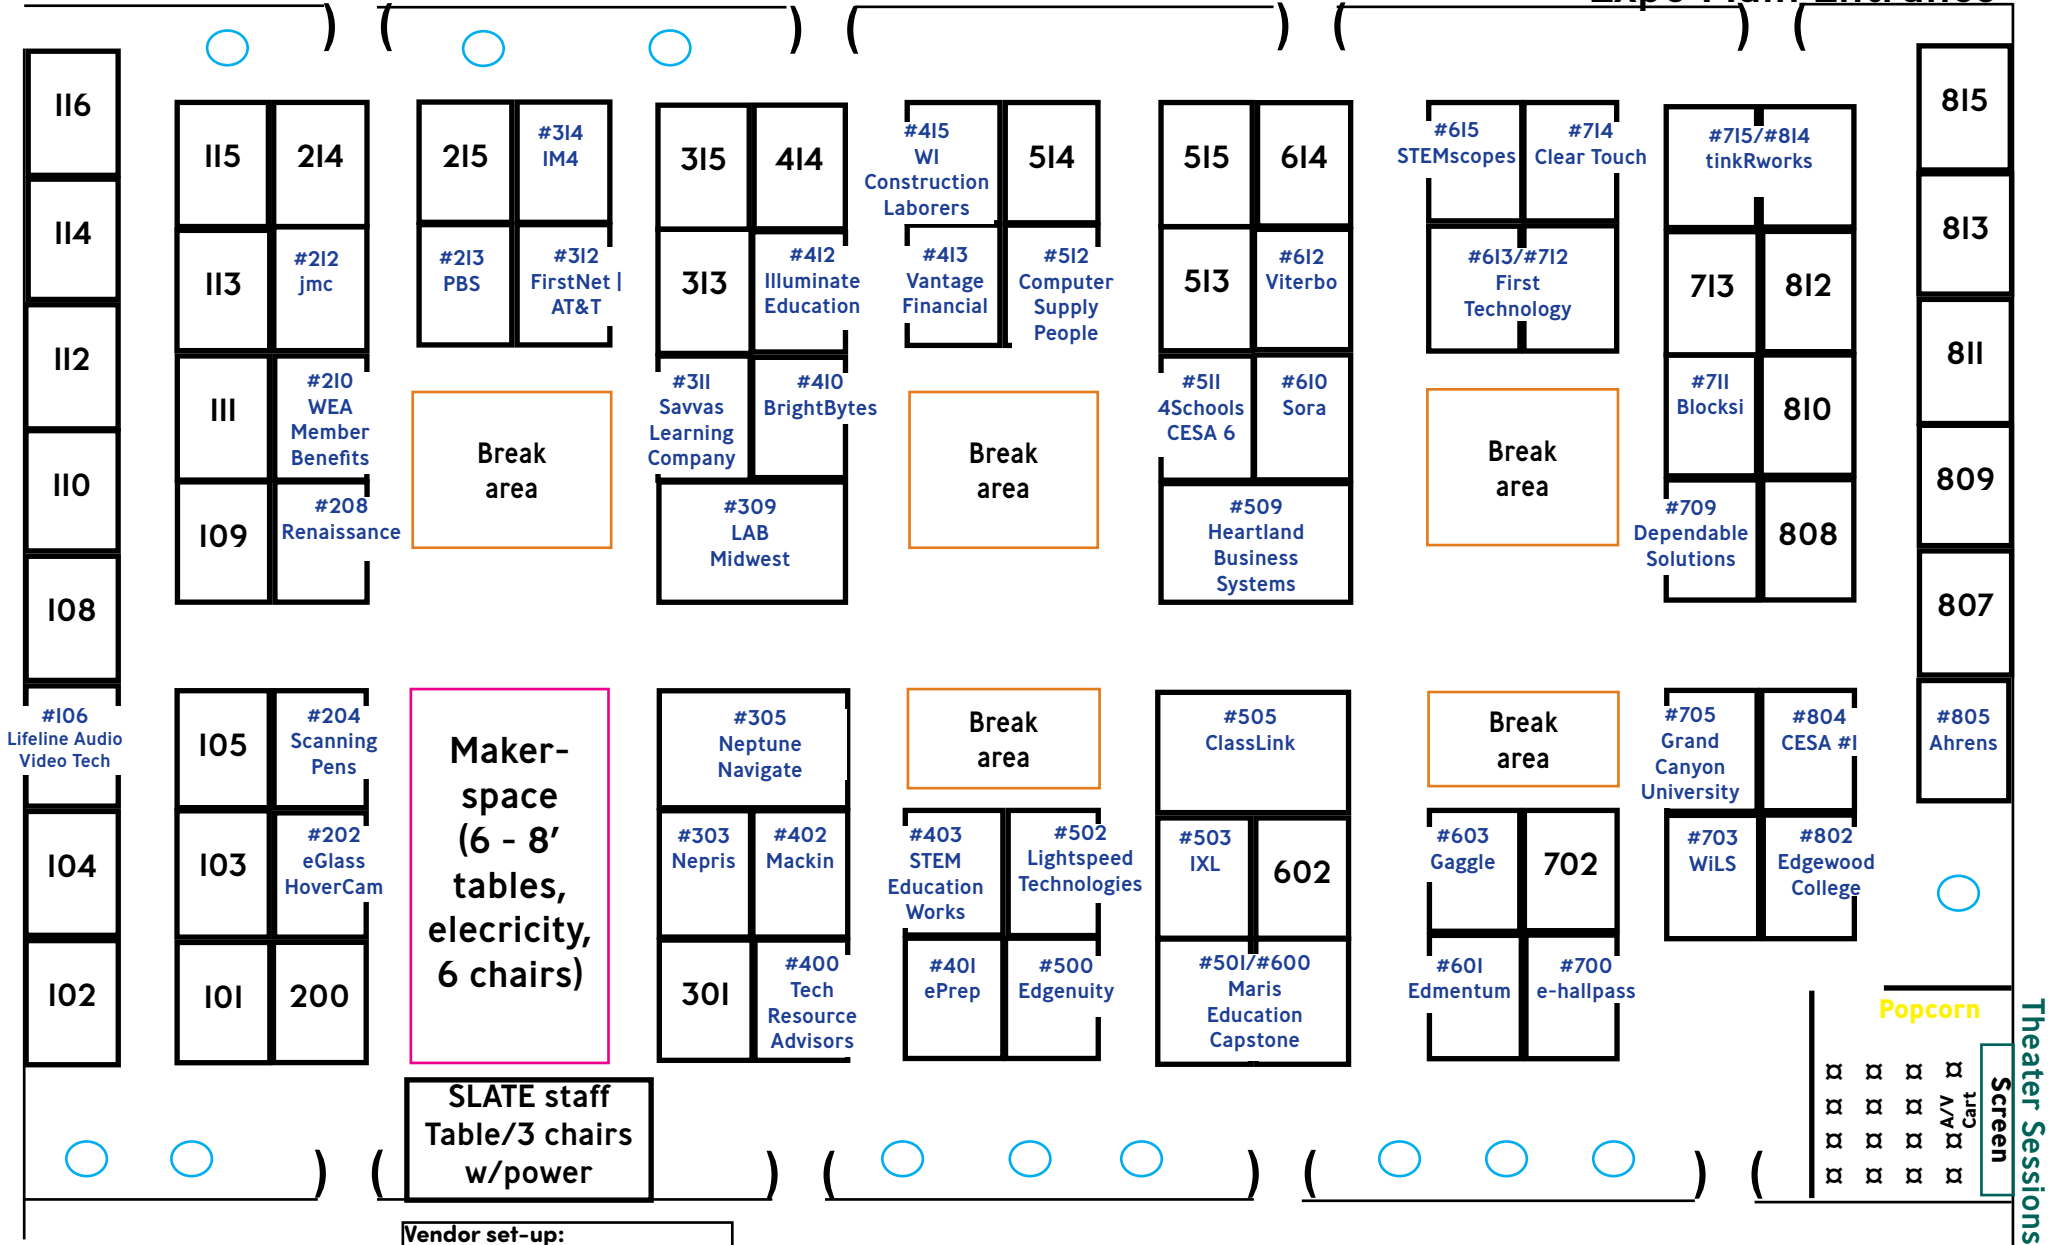 Expo Main Entrance
116
114
112
110
108
#106
Lifeline Audio
Video Tech
104
102
115
214
113
#212
jmc
111
#210
WEA
Member
Benefits
109
#208
Renaissance
105
#204
Scanning
Pens
103
#202
eGlass
HoverCam
101
200
215
#314
IM4
#213
PBS
#312
FirstNet |
AT&T
Break
area
Maker-
space
(6 - 8’
tables,
elecricity,
6 chairs)
SLATE staff
Table/3 chairs
w/power
Vendor set-up:
315
414
313
#412
Illuminate
Education
#311
Savvas
Learning
Company
#410
BrightBytes
#309
LAB
Midwest
#305
Neptune
Navigate
#303
Nepris
#402
Mackin
301
#400
Tech
Resource
Advisors
#415
WI
Construction
Laborers
514
#413
Vantage
Financial
#512
Computer
Supply
People
Break
area
Break
area
#403
STEM
Education
Works
#502
Lightspeed
Technologies
#401
ePrep
#500
Edgenuity
515
614
513
#612
Viterbo
#511
4Schools
CESA 6
#610
Sora
#509
Heartland
Business
Systems
#505
ClassLink
#503
IXL
602
#501/#600
Maris
Education
Capstone
#615
STEMscopes
#714
Clear Touch
#613/#712
First
Technology
Break
area
Break
area
#603
Gaggle
702
#601
Edmentum
#700
e-hallpass
#715/#814
tinkRworks
713
812
#711
Blocksi
810
#709
Dependable
Solutions
808
#705
Grand
Canyon
University
#804
CESA #1
#703
WiLS
#802
Edgewood
College
815
813
811
809
807
#805
Ahrens
Popcorn
A/V
Cart
Screen
Theater Sessions